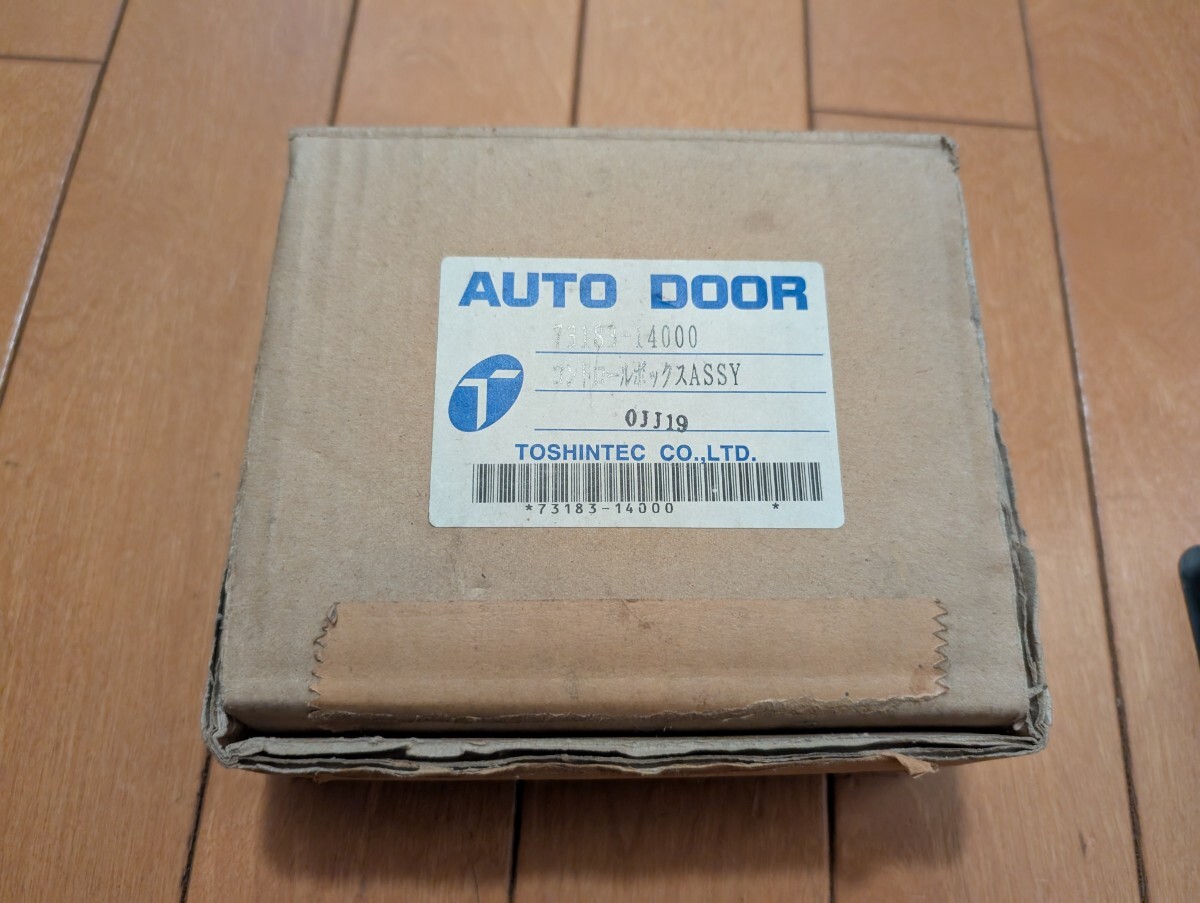 AUTO DOOR
73183-14000
コントロールボックスASSY
0JJ19
TOSHINTEC CO.,LTD.
*73183-14000 *